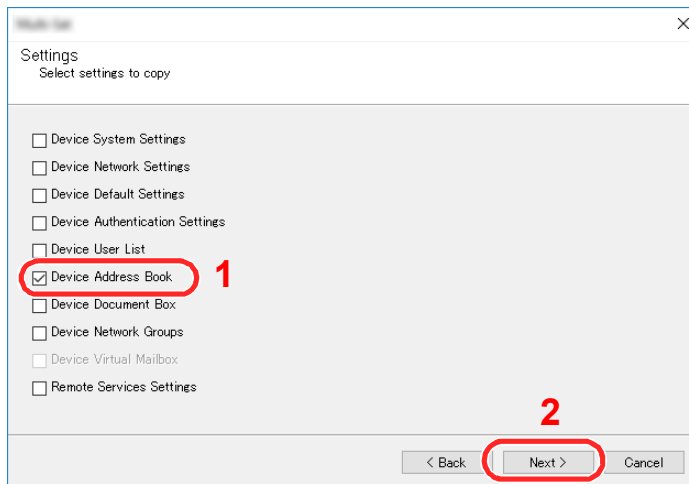 Settings
Select settings to copy
Device System Settings
Device Network Settings
Device Default Settings
Device Authentication Settings
Device User List
Device Address Book 1
Device Document Box
Device Network Groups
Device Virtual Mailbox
Remote Services Settings
2
< Back Next > Cancel